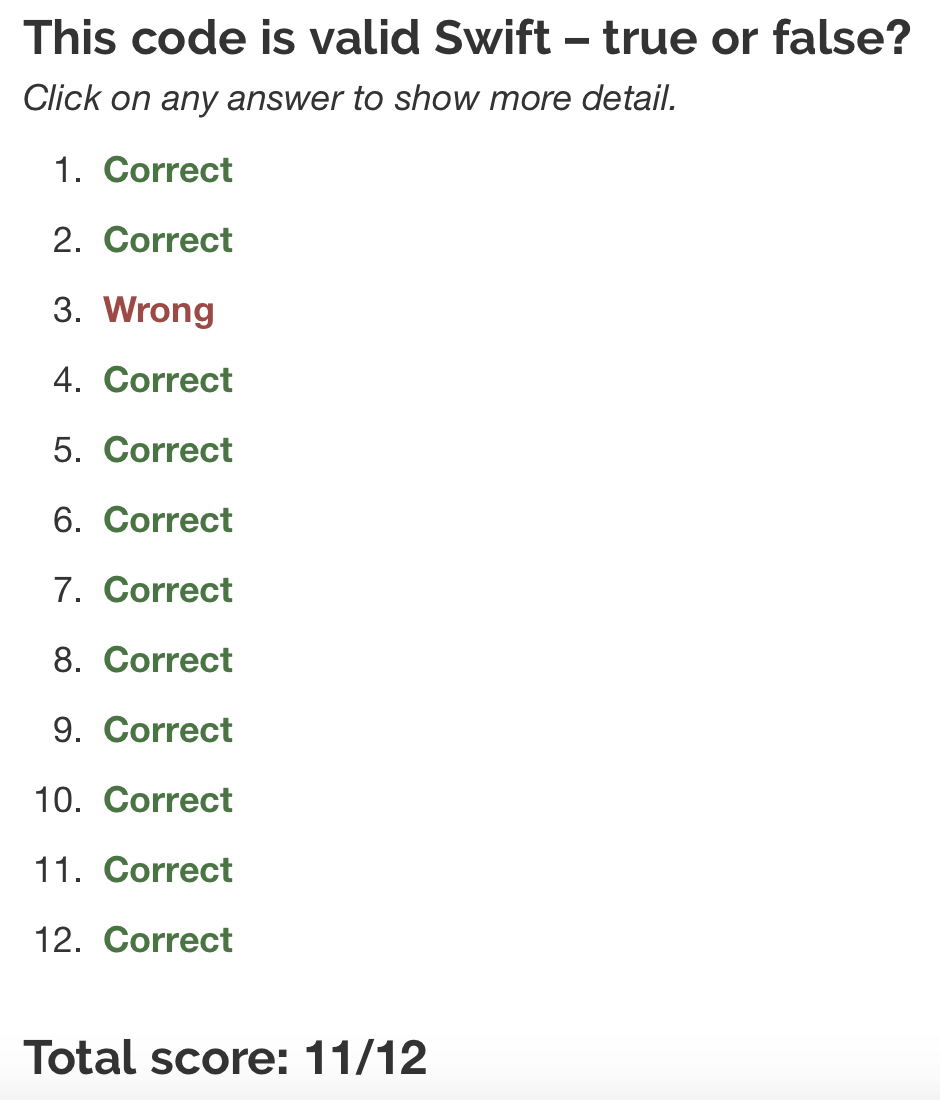 This code is valid Swift – true or false?
Click on any answer to show more detail.
1. Correct
2. Correct
3. Wrong
4. Correct
5. Correct
6. Correct
7. Correct
8. Correct
9. Correct
10. Correct
11. Correct
12. Correct
Total score: 11/12